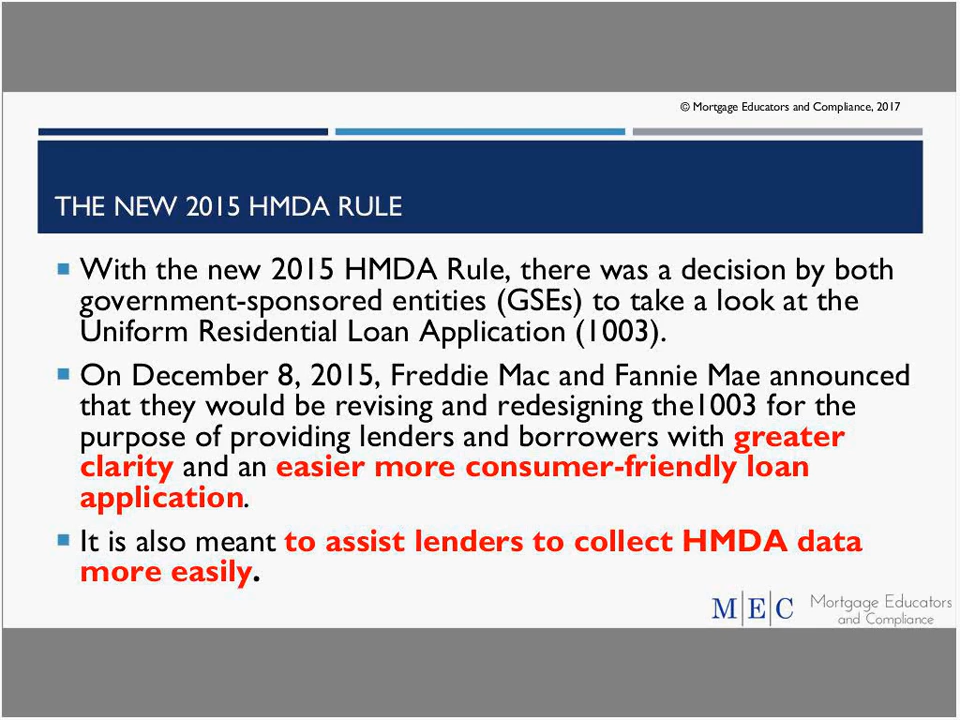 © Mortgage Educators and Compliance, 2017
THE NEW 2015 HMDA RULE
With the new 2015 HMDA Rule, there was a decision by both
government-sponsored entities (GSEs) to take a look at the
Uniform Residential Loan Application (1003).
On December 8, 2015, Freddie Mac and Fannie Mae announced
that they would be revising and redesigning the1003 for the
purpose of providing lenders and borrowers with greater
clarity and an easier more consumer-friendly loan
application.
It is also meant to assist lenders to collect HMDA data
more easily.
M|E|C Mortgage Educators
and Compliance